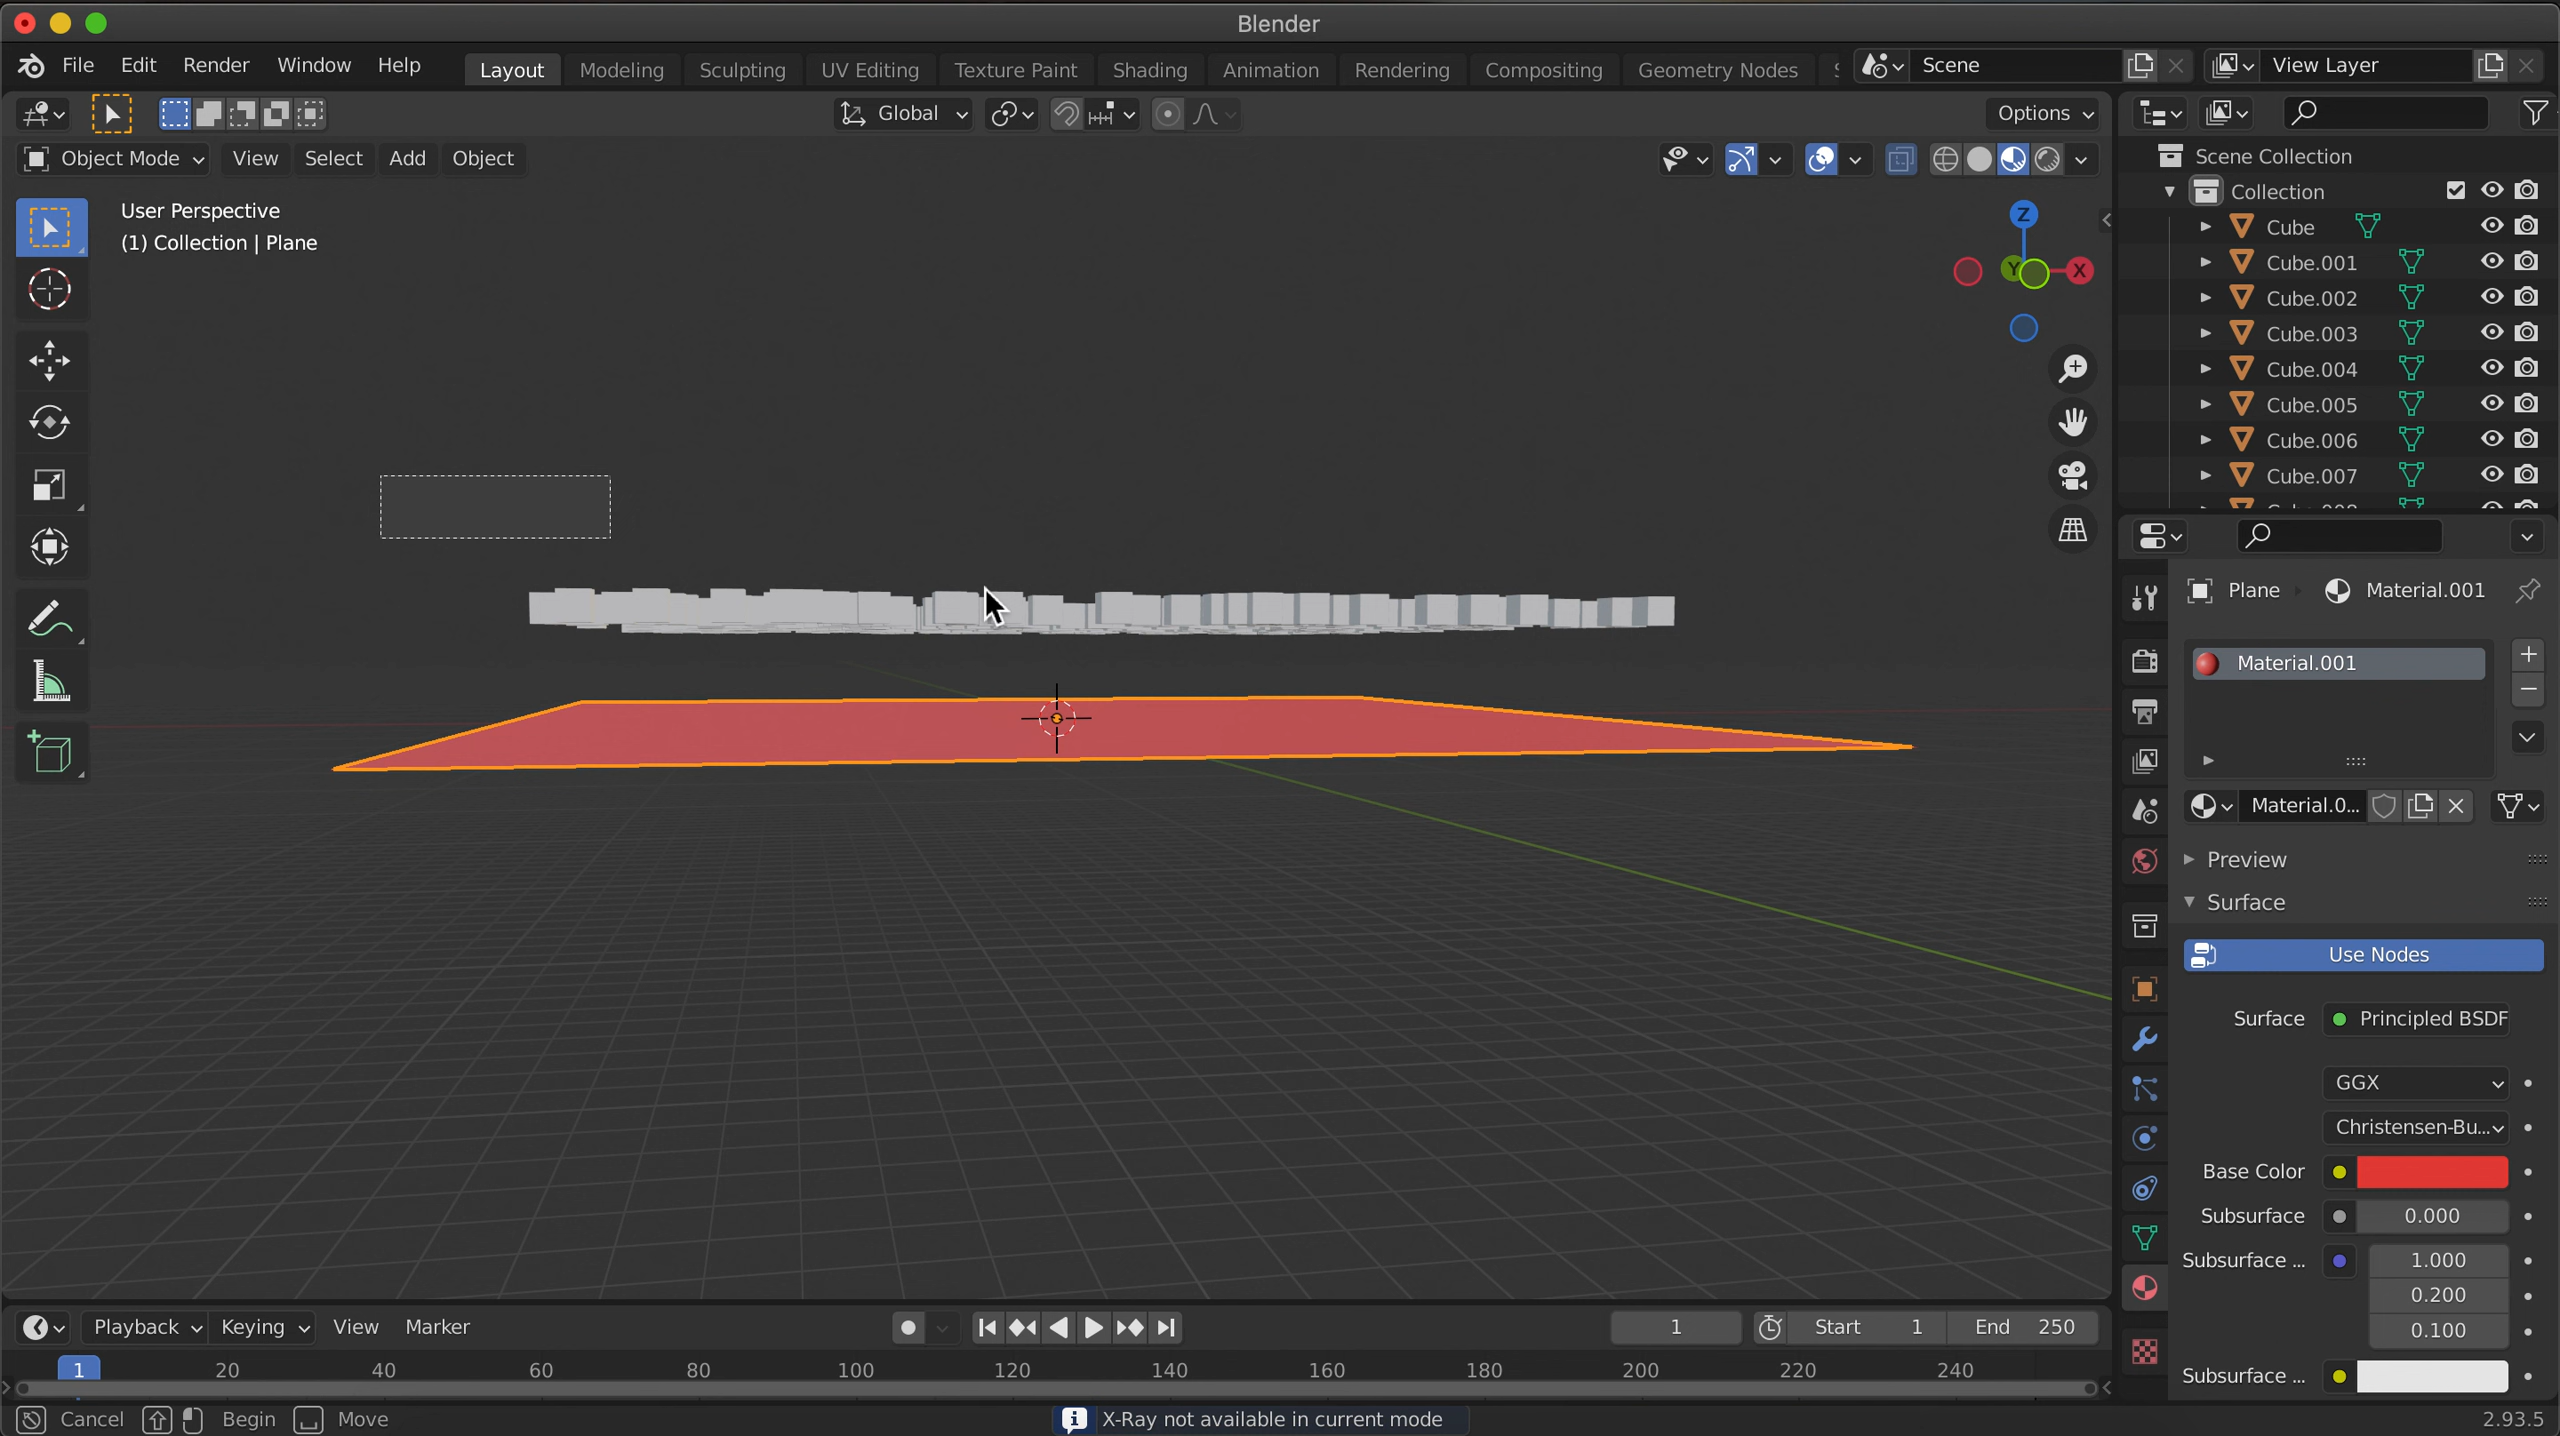 Blender
File Edit Render Window Help Layout Modeling Sculpting UV Editing Texture Paint Shading Animation Rendering Compositing Geometry Nodes Scene View Layer
Global Options
Object Mode View Select Add Object
User Perspective
(1) Collection | Plane
Z
Y X
Scene Collection
Collection
Cube
Cube.001
Cube.002
Cube.003
Cube.004
Cube.005
Cube.006
Cube.007
Plane Material.001
Material.001
Material.0...
Preview
Surface
Use Nodes
Surface Principled BSDF
GGX
Christensen-Bu...
Base Color
Subsurface 0.000
Subsurface ... 1.000
0.200
0.100
Subsurface ...
Playback Keying View Marker 1 Start 1 End 250
1 20 40 60 80 100 120 140 160 180 200 220 240
Cancel Begin Move X-Ray not available in current mode 2.93.5